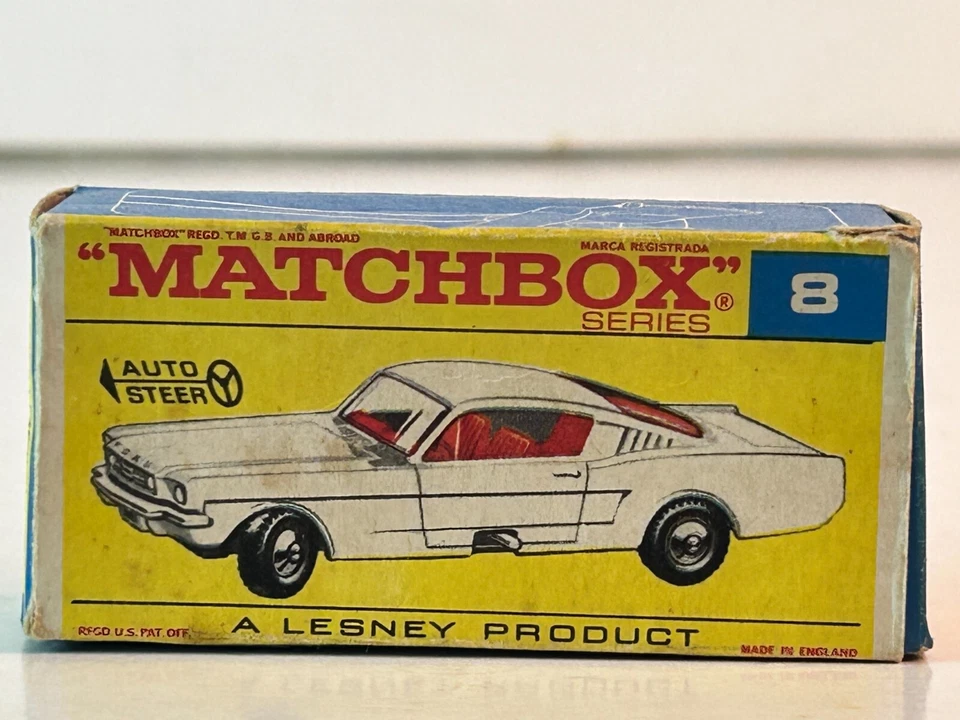 "MATCHBOX" REGD. T.M. G.B. AND ABROAD
MARCA REGISTRADA
"MATCHBOX"®
SERIES
8
AUTO
STEER
FORD
A LESNEY PRODUCT
REGD U.S. PAT. OFF.
MADE IN ENGLAND